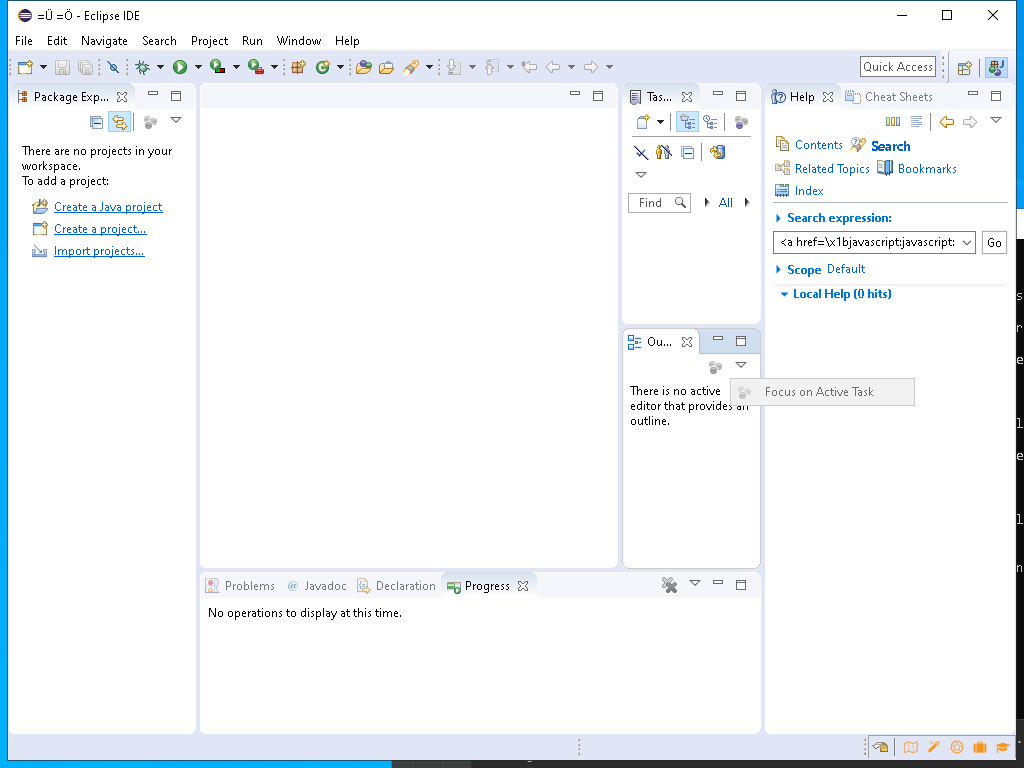 =Ü =Ö - Eclipse IDE
File Edit Navigate Search Project Run Window Help
Quick Access
Package Exp...
There are no projects in your
workspace.
To add a project:
Create a Java project
Create a project...
Import projects...
Tas...
Find
All
Ou...
There is no active
editor that provides an
outline.
Focus on Active Task
Help
Cheat Sheets
Contents
Search
Related Topics
Bookmarks
Index
Search expression:
<a href=\x1bjavascript:javascript:
Go
Scope Default
Local Help (0 hits)
Problems
@ Javadoc
Declaration
Progress
No operations to display at this time.